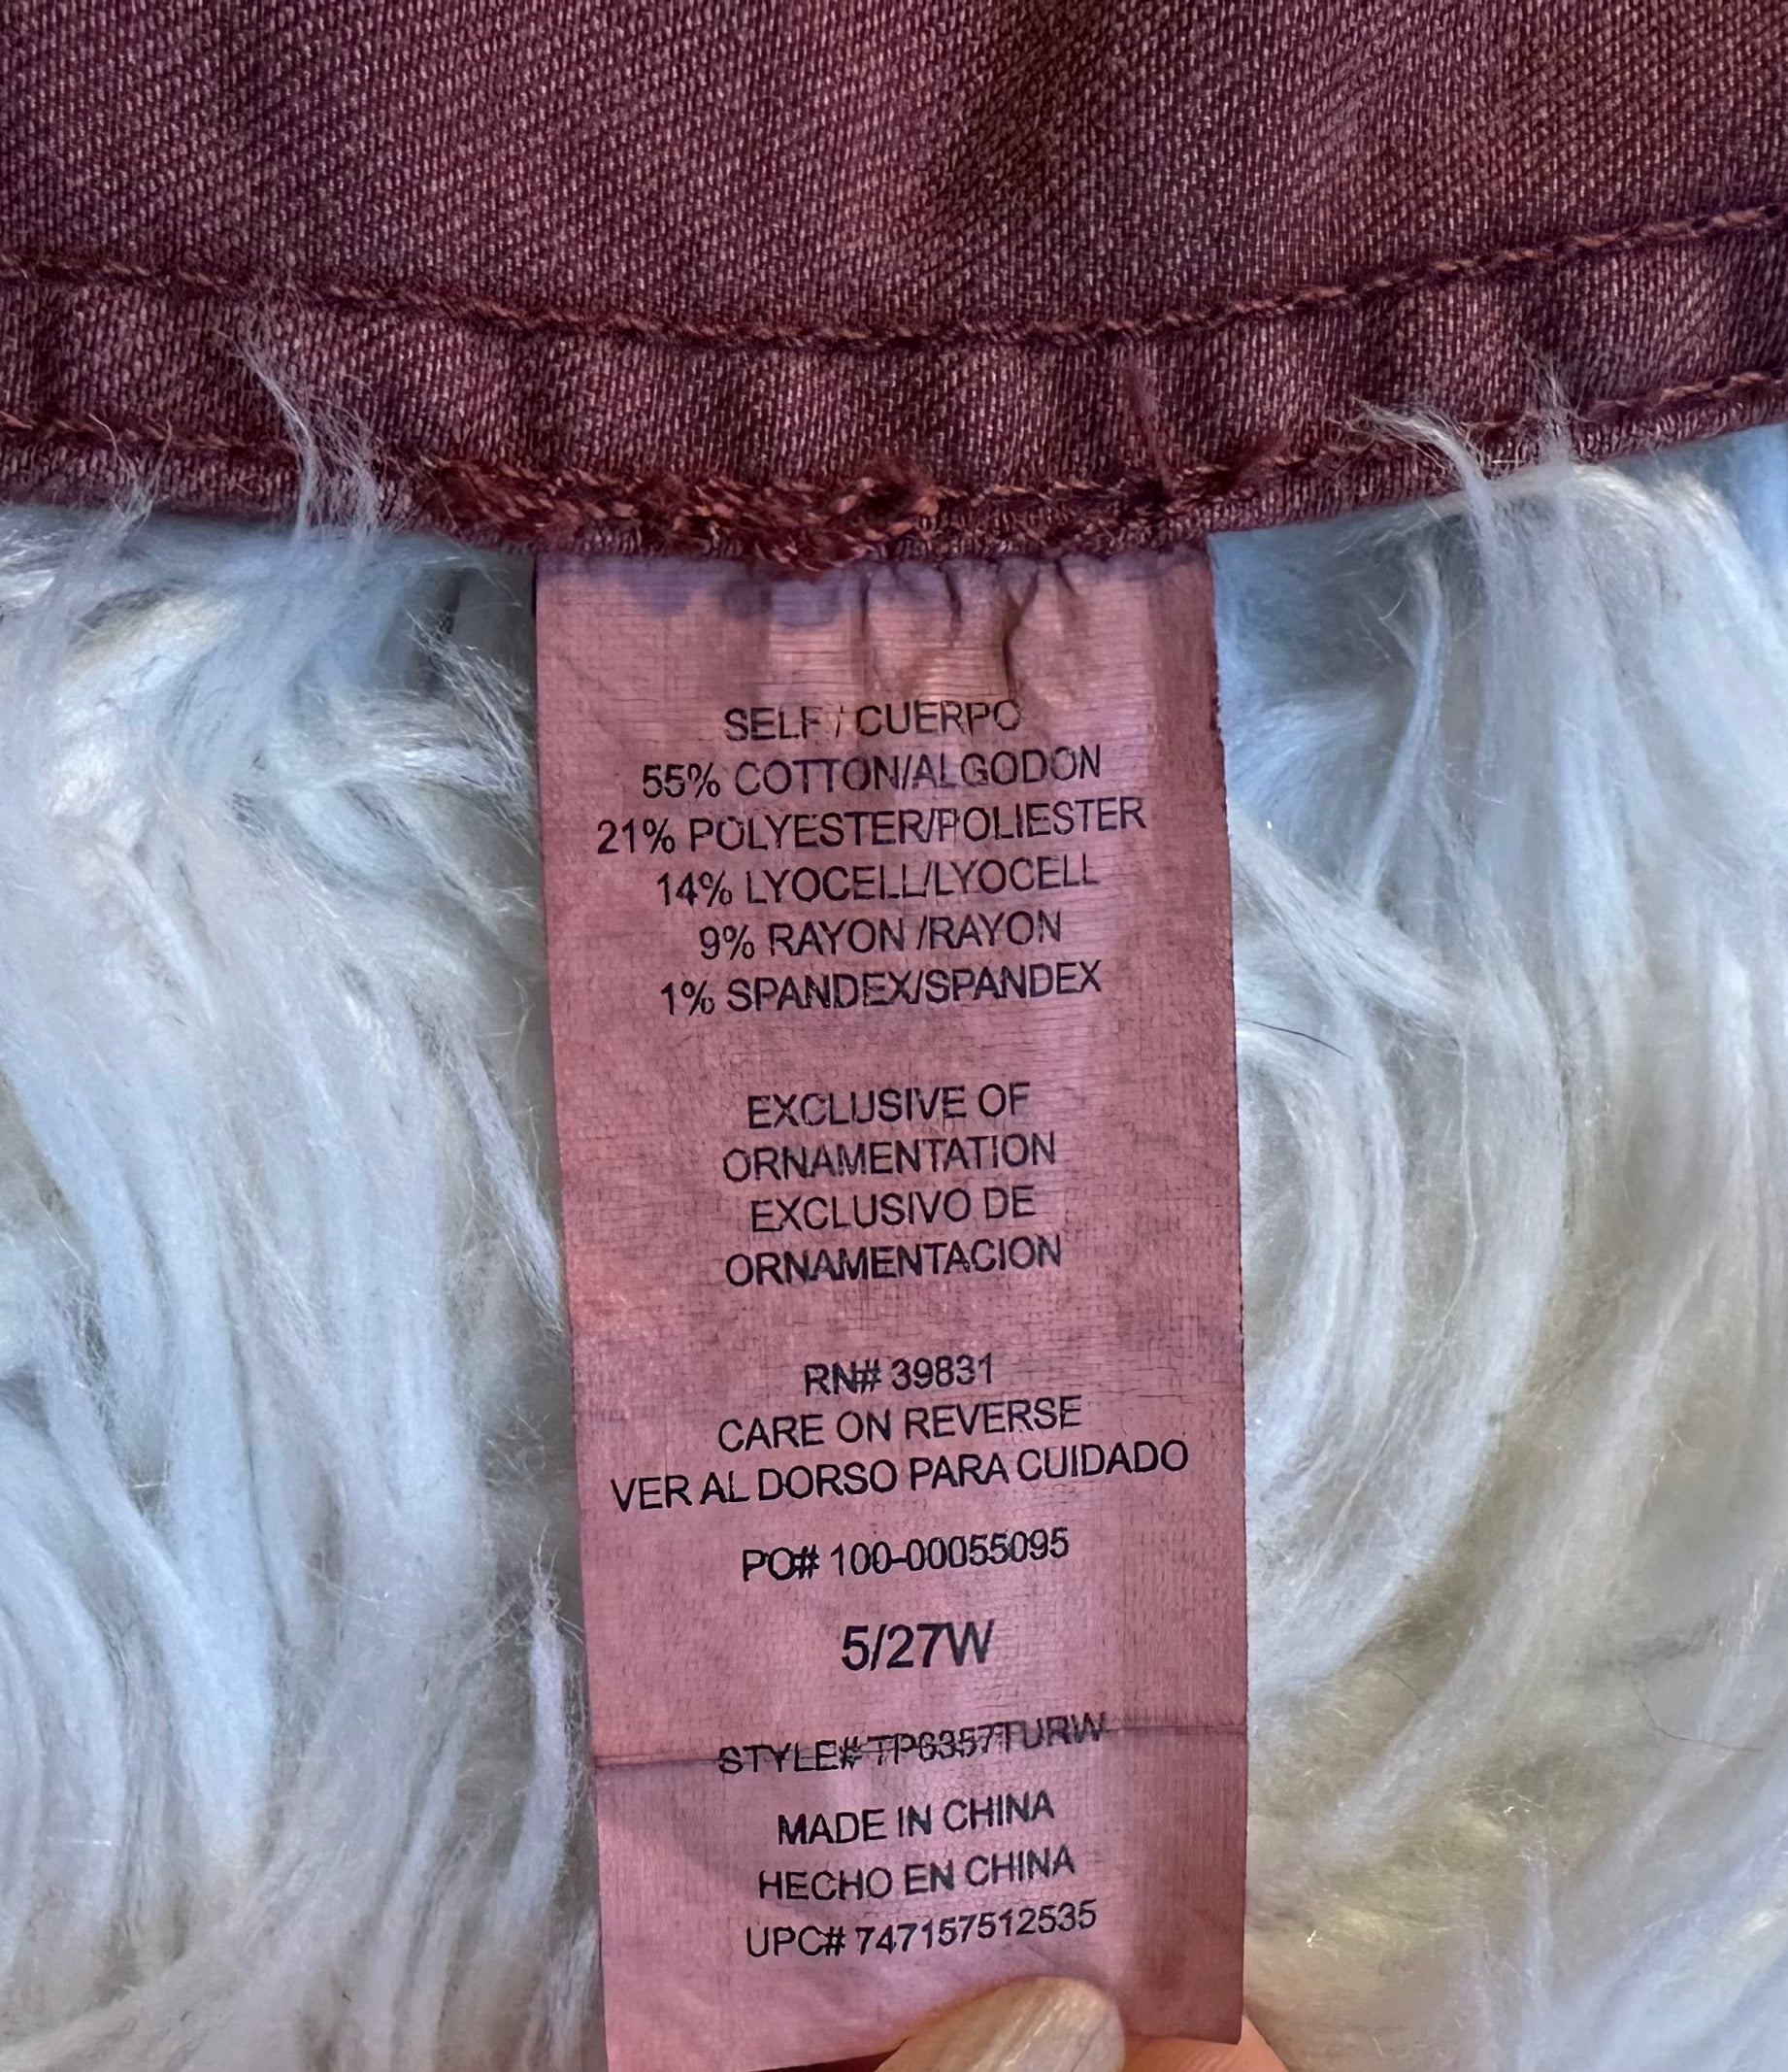 SELF / CUERPO
55% COTTON/ALGODON
21% POLYESTER/POLIESTER
14% LYOCELL/LYOCELL
9% RAYON /RAYON
1% SPANDEX/SPANDEX
EXCLUSIVE OF
ORNAMENTATION
EXCLUSIVO DE
ORNAMENTACION
RN# 39831
CARE ON REVERSE
VER AL DORSO PARA CUIDADO
PO# 100-00055095
5/27W
STYLE# TP6357TURW
MADE IN CHINA
HECHO EN CHINA
UPC# 747157512535